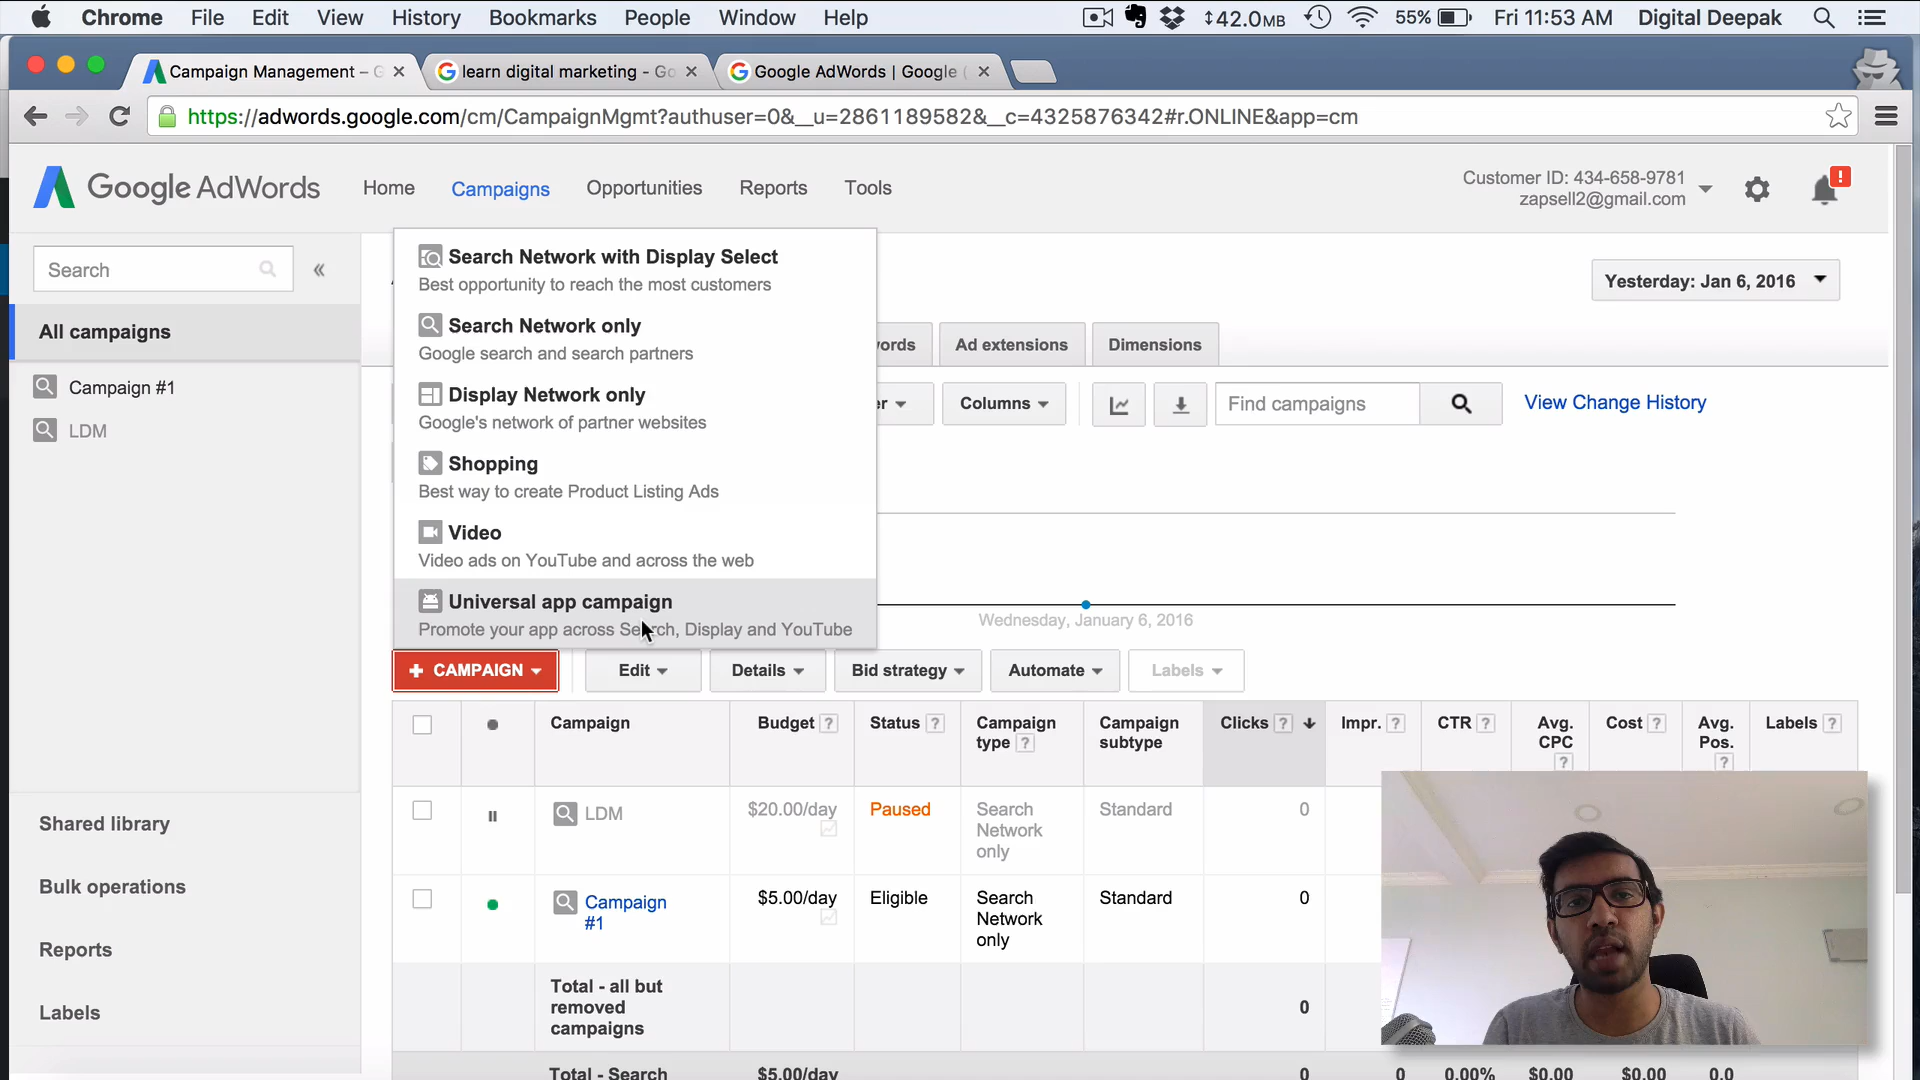 Chrome File Edit View History Bookmarks People Window Help 42.0MB 55% Fri 11:53 AM Digital Deepak
Campaign Management – G
learn digital marketing - Go
Google AdWords | Google (
https://adwords.google.com/cm/CampaignMgmt?authuser=0&__u=2861189582&__c=4325876342#r.ONLINE&app=cm
Google AdWords Home Campaigns Opportunities Reports Tools
Customer ID: 434-658-9781
zapsell2@gmail.com
!
Search «
All campaigns
Campaign #1
LDM
Shared library
Bulk operations
Reports
Labels
Search Network with Display Select
Best opportunity to reach the most customers
Search Network only
Google search and search partners
Display Network only
Google's network of partner websites
Shopping
Best way to create Product Listing Ads
Video
Video ads on YouTube and across the web
Universal app campaign
Promote your app across Search, Display and YouTube
Yesterday: Jan 6, 2016
ords Ad extensions Dimensions
er Columns Find campaigns View Change History
Wednesday, January 6, 2016
+ CAMPAIGN Edit Details Bid strategy Automate Labels
Campaign Budget ? Status ? Campaign type ? Campaign subtype Clicks ? Impr. ? CTR ? Avg. CPC ? Cost ? Avg. Pos. ? Labels ?
LDM $20.00/day Paused Search Network only Standard 0
Campaign #1 $5.00/day Eligible Search Network only Standard 0
Total - all but removed campaigns 0
Total - Search $5.00/day 0 0 0.00% $0.00 $0.00 0.0